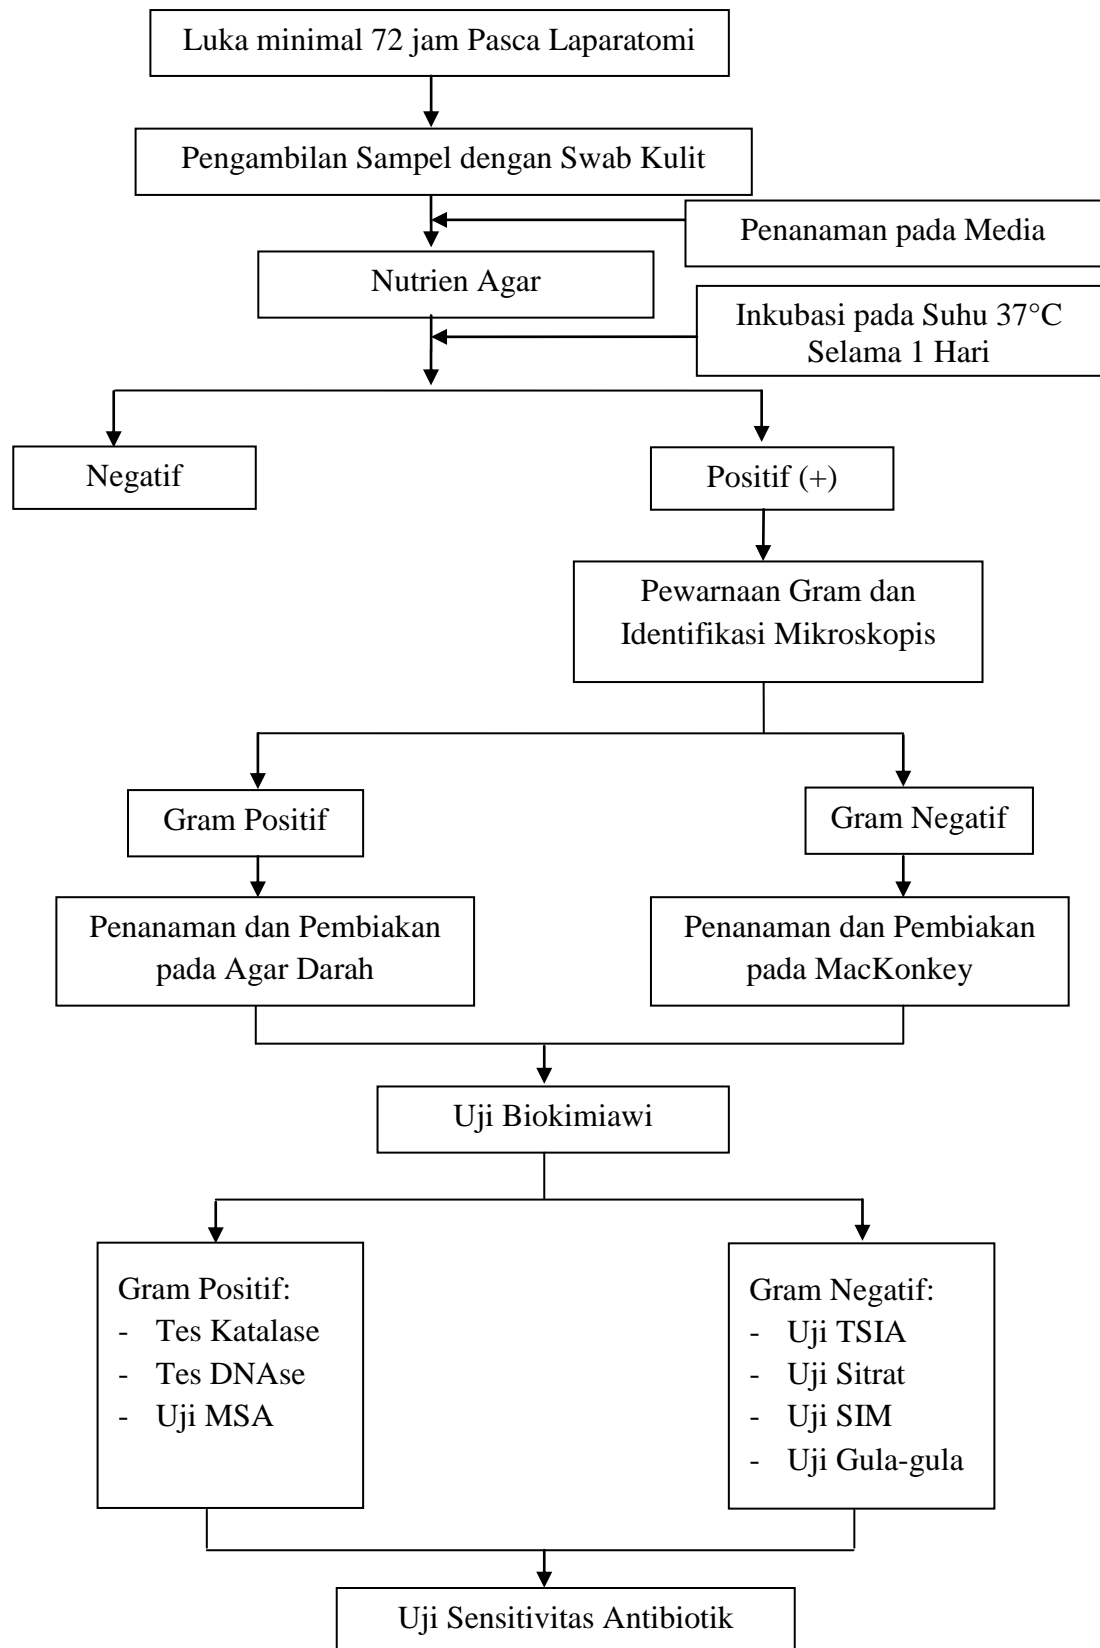 Luka minimal 72 jam Pasca Laparatomi
Pengambilan Sampel dengan Swab Kulit
Penanaman pada Media
Nutrien Agar
Inkubasi pada Suhu 37°C
Selama 1 Hari
Negatif
Positif (+)
Pewarnaan Gram dan
Identifikasi Mikroskopis
Gram Positif
Gram Negatif
Penanaman dan Pembiakan
pada Agar Darah
Penanaman dan Pembiakan
pada MacKonkey
Uji Biokimiawi
Gram Positif:
- Tes Katalase
- Tes DNAse
- Uji MSA
Gram Negatif:
- Uji TSIA
- Uji Sitrat
- Uji SIM
- Uji Gula-gula
Uji Sensitivitas Antibiotik